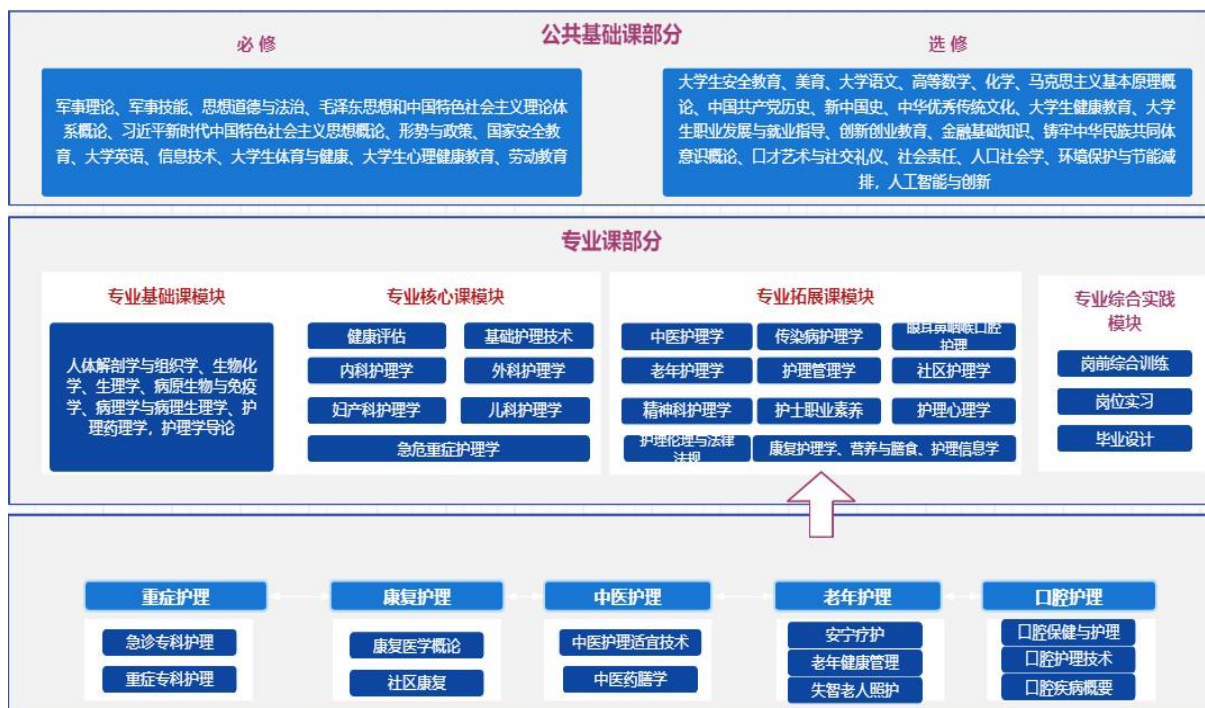 公共基础课部分
必修
选修
军事理论、军事技能、思想道德与法治、毛泽东思想和中国特色社会主义理论体
系概论、习近平新时代中国特色社会主义思想概论、形势与政策、国家安全教
育、大学英语、信息技术、大学生体育与健康、大学生心理健康教育、劳动教育
大学生安全教育、美育、大学语文、高等数学、化学、马克思主义基本原理概
论、中国共产党历史、新中国史、中华优秀传统文化、大学生健康教育、大学
生职业发展与就业指导、创新创业教育、金融基础知识、铸牢中华民族共同体
意识概论、口才艺术与社交礼仪、社会责任、人口社会学、环境保护与节能减
排，人工智能与创新
专业课部分
专业基础课模块
人体解剖学与组织学、生物化
学、生理学、病原生物与免疫
学、病理学与病理生理学、护
理药理学，护理学导论
专业核心课模块
健康评估
基础护理技术
内科护理学
外科护理学
妇产科护理学
儿科护理学
急危重症护理学
专业拓展课模块
中医护理学
传染病护理学
眼耳鼻咽喉口腔
护理
老年护理学
护理管理学
社区护理学
精神科护理学
护士职业素养
护理心理学
护理伦理与法律
法规
康复护理学、营养与膳食、护理信息学
专业综合实践
模块
岗前综合训练
岗位实习
毕业设计
重症护理
急诊专科护理
重症专科护理
康复护理
康复医学概论
社区康复
中医护理
中医护理适宜技术
中医药膳学
老年护理
安宁疗护
老年健康管理
失智老人照护
口腔护理
口腔保健与护理
口腔护理技术
口腔疾病概要